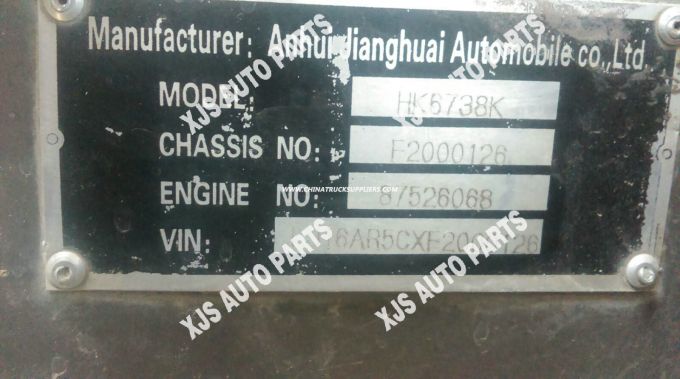 Manufacturer: Anhui Jianghuai Automobile co.,Ltd.
MODEL: HK6738K
CHASSIS NO: F2000126
ENGINE NO: 87526068
VIN:
XJS AUTO PARTS
XJS AUTO PARTS
WWW.CHINATRUCKSUPPLIERS.COM
XJS AUTO PARTS
XJS AUTO PARTS